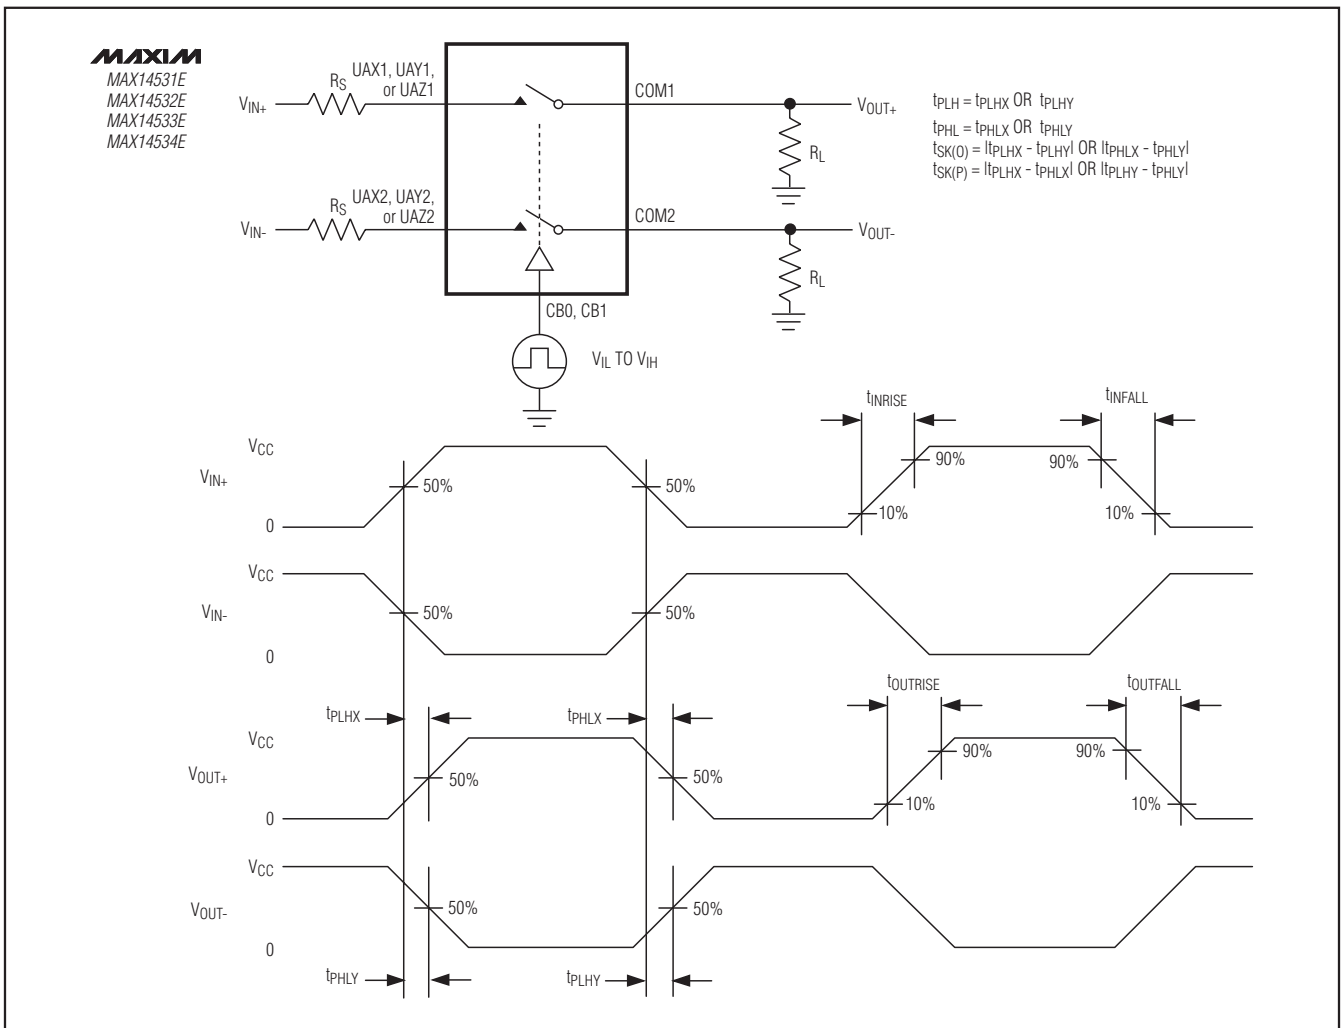 MAXIM
MAX14531E
MAX14532E
MAX14533E
MAX14534E
VIN+
RS
UAX1, UAY1,
or UAZ1
COM1
VOUT+
RL
tPLH = tPLHX OR tPLHY
tPHL = tPHLX OR tPHLY
tSK(O) = |tPLHX - tPLHY| OR |tPHLX - tPHLY|
tSK(P) = |tPLHX - tPHLX| OR |tPLHY - tPHLY|
VIN-
RS
UAX2, UAY2,
or UAZ2
COM2
VOUT-
RL
CB0, CB1
VIL TO VIH
tINRISE
tINFALL
VCC
VIN+
0
50%
50%
90%
10%
90%
10%
VCC
VIN-
0
50%
50%
tOUTRISE
tOUTFALL
tPLHX
tPHLX
VCC
VOUT+
0
50%
50%
90%
10%
90%
10%
VCC
VOUT-
0
50%
50%
tPHLY
tPLHY